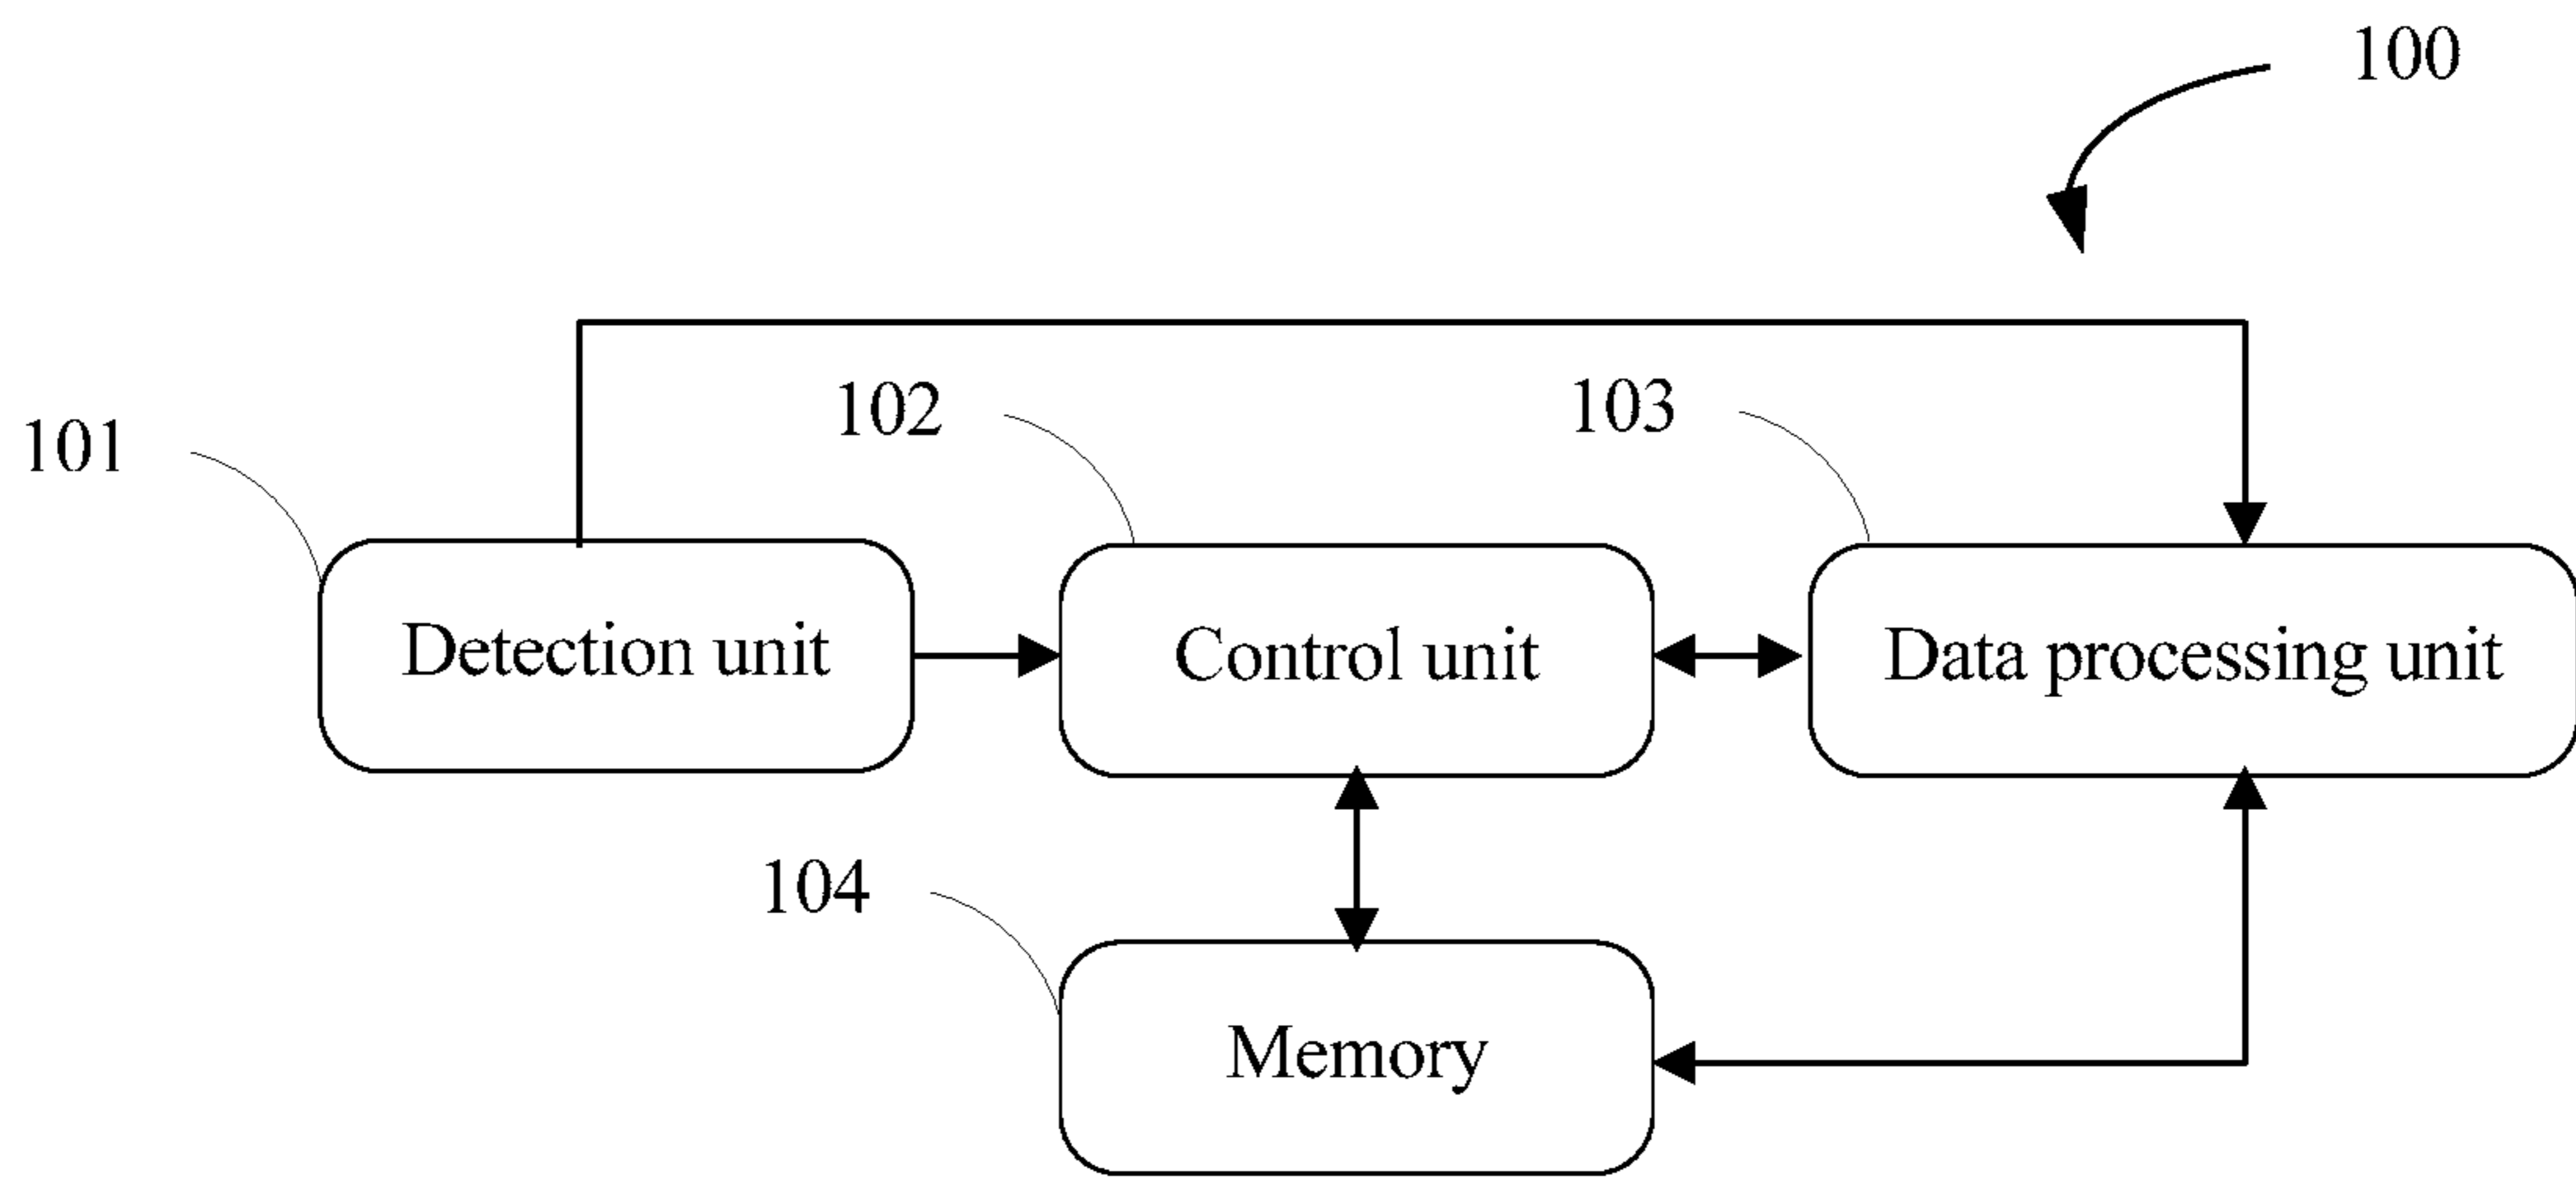 100
102
103
101
Detection unit
Control unit
Data processing unit
104
Memory